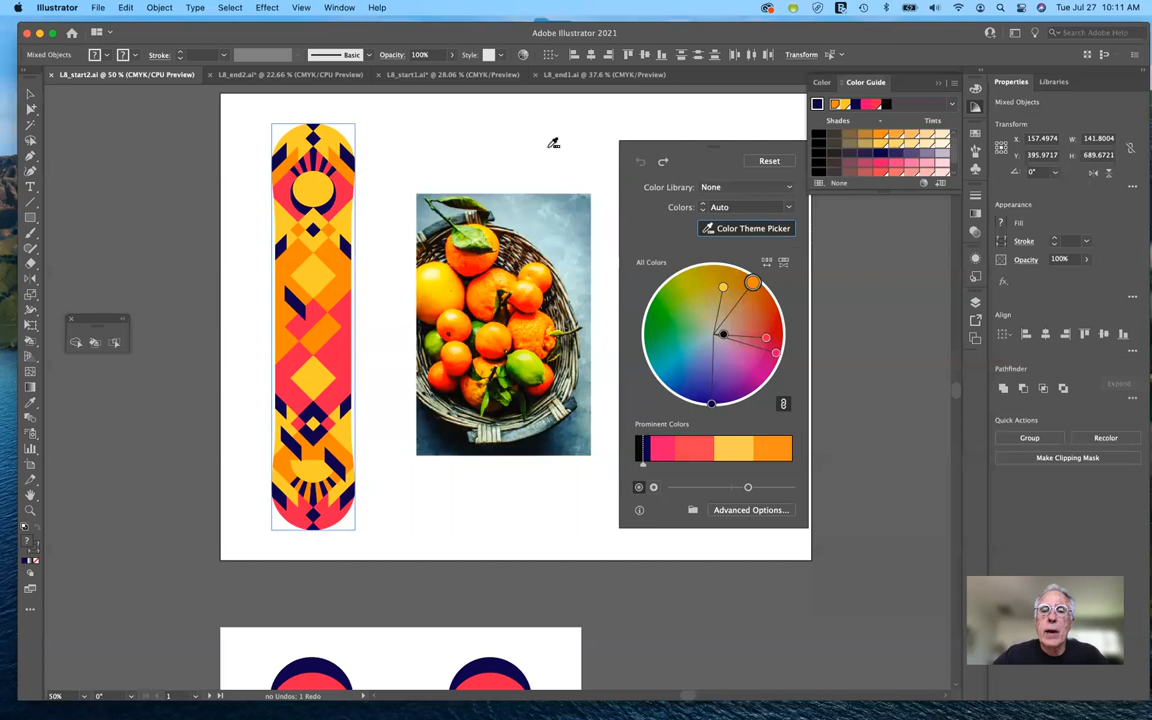 Illustrator File Edit Object Type Select Effect View Window Help
Tue Jul 27 10:11 AM
Adobe Illustrator 2021
Search Adobe Help
Mixed Objects Stroke: Basic Opacity: 100% Style: Transform
L8_start2.ai @ 50 % (CMYK/CPU Preview)
L8_end2.ai* @ 22.66 % (CMYK/CPU Preview)
L8_start1.ai* @ 28.06 % (CMYK/CPU Preview)
L8_end1.ai @ 37.6 % (CMYK/CPU Preview)
Color Color Guide
Shades Tints
None
Reset
Color Library: None
Colors: Auto
Color Theme Picker
All Colors
Prominent Colors
Advanced Options...
Properties Libraries
Mixed Objects
Transform
X: 157.4974 W: 141.8004
Y: 395.9717 H: 689.6721
0°
Appearance
Fill
Stroke
Opacity 100%
fx.
Align
Pathfinder
Expand
Quick Actions
Group Recolor
Make Clipping Mask
50% 0° 1 no Undos: 1 Redo